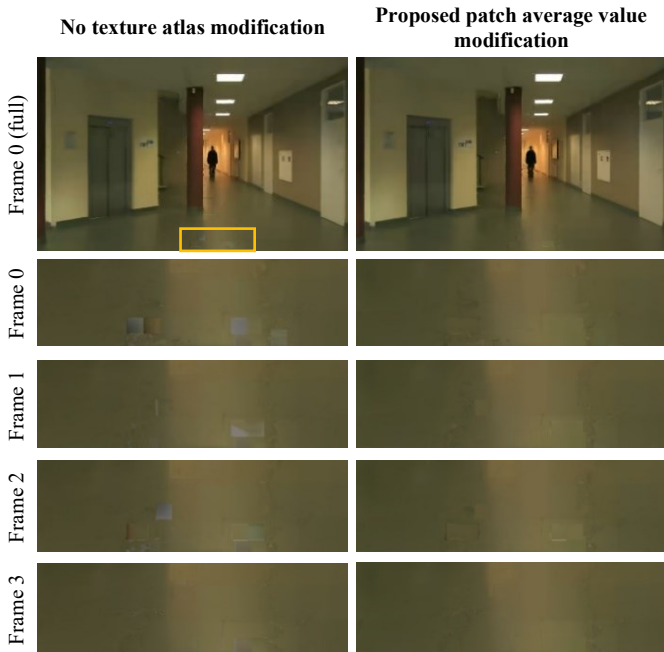 No texture atlas modification
Proposed patch average value
modification
Frame 0 (full)
Frame 0
Frame 1
Frame 2
Frame 3